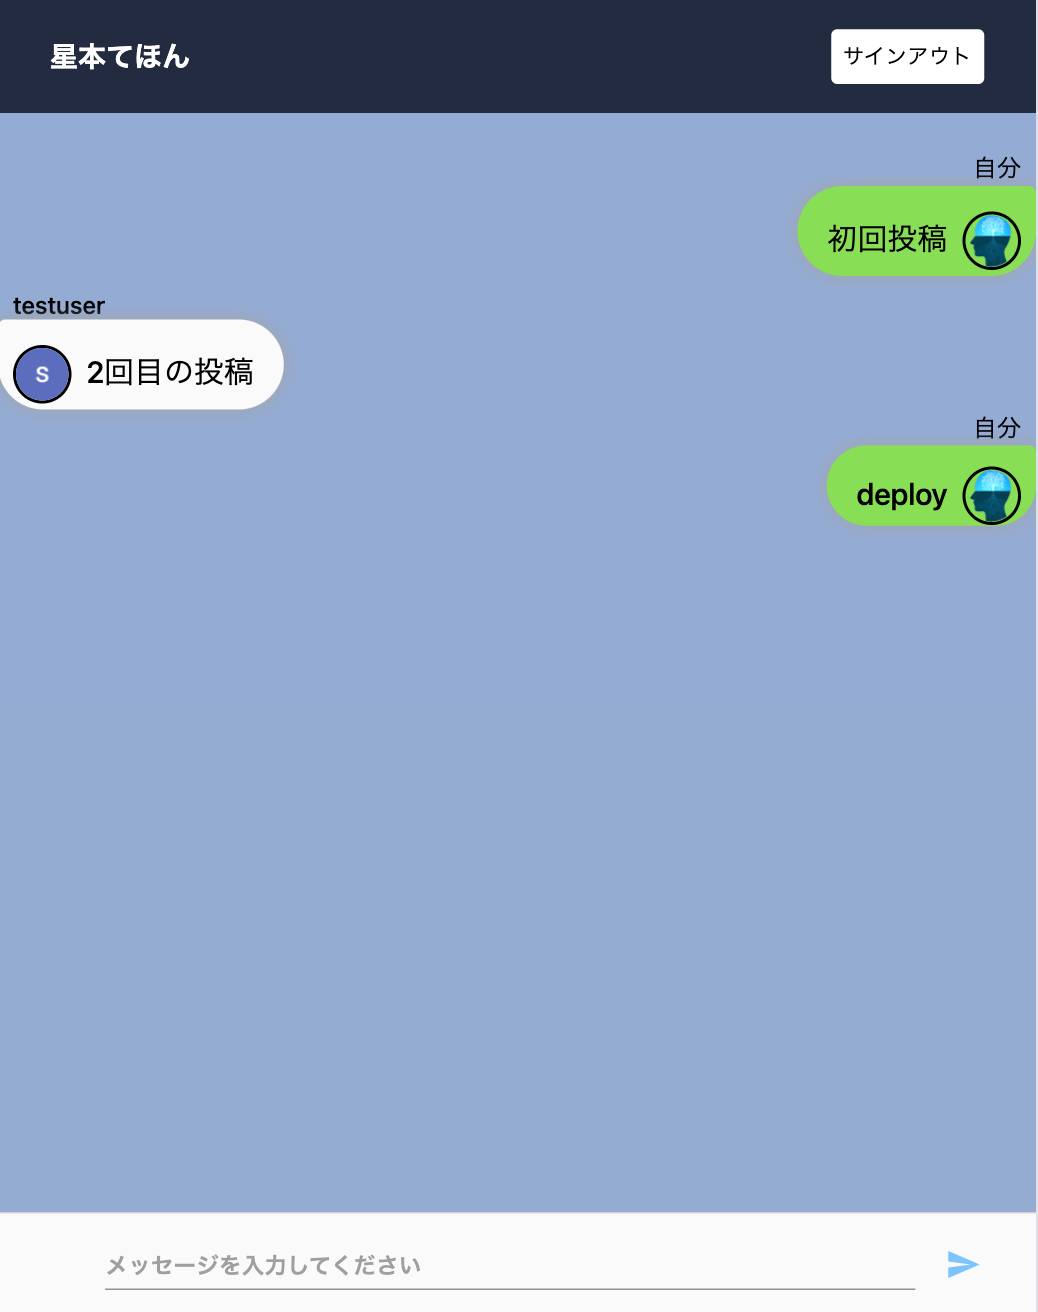 星本てほん
サインアウト
自分
初回投稿
testuser
S
2回目の投稿
自分
deploy
メッセージを入力してください